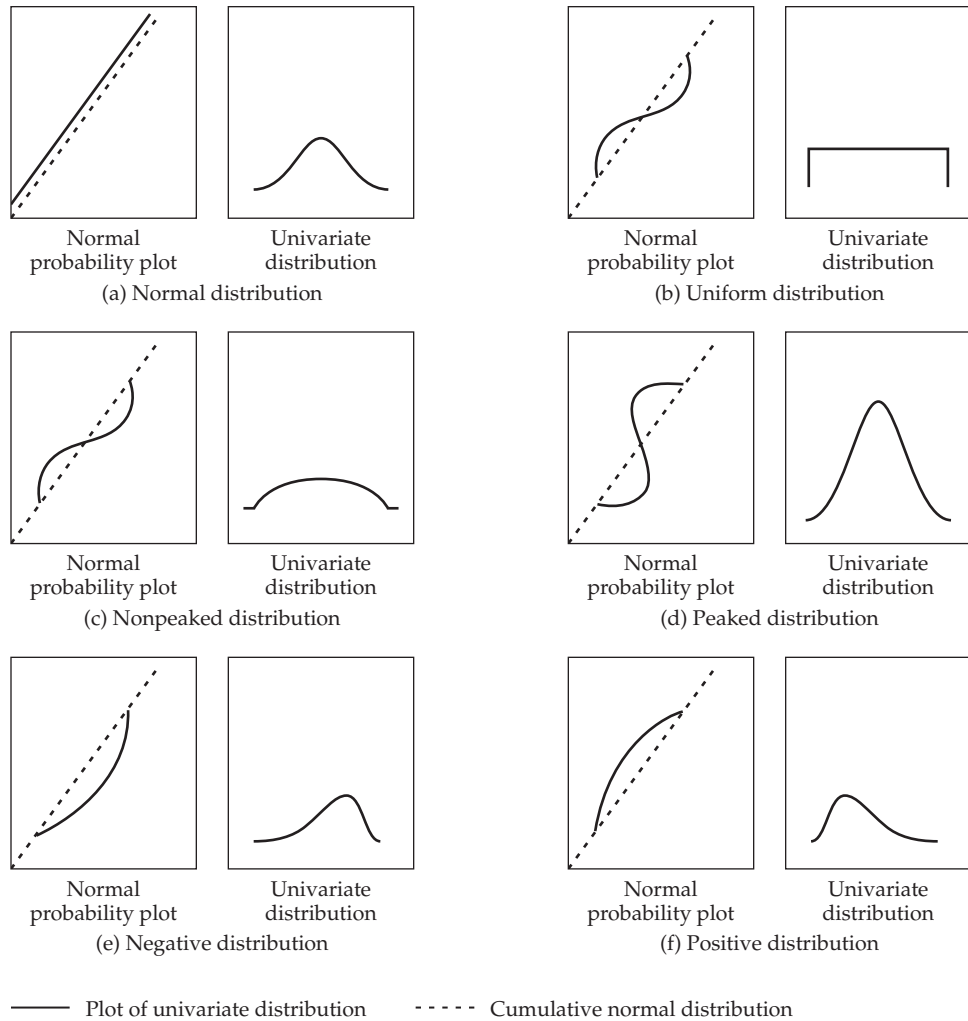 Normal
probability plot
Univariate
distribution
(a) Normal distribution
Normal
probability plot
Univariate
distribution
(b) Uniform distribution
Normal
probability plot
Univariate
distribution
(c) Nonpeaked distribution
Normal
probability plot
Univariate
distribution
(d) Peaked distribution
Normal
probability plot
Univariate
distribution
(e) Negative distribution
Normal
probability plot
Univariate
distribution
(f) Positive distribution
Plot of univariate distribution
Cumulative normal distribution